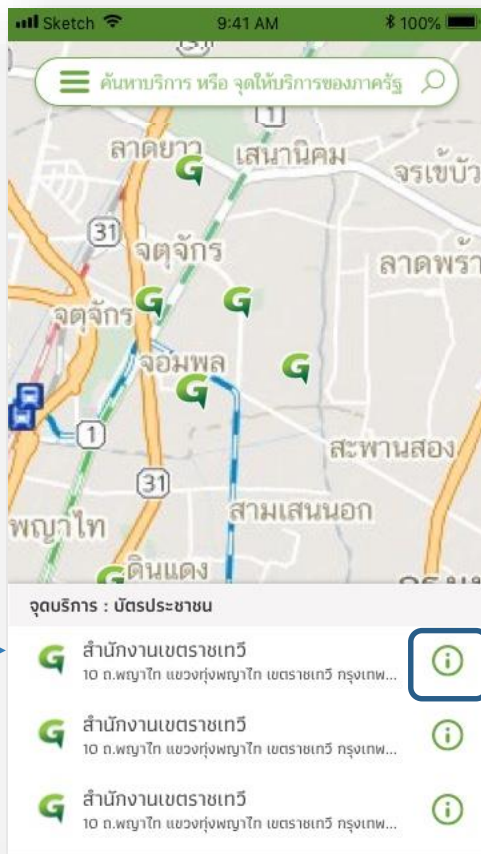 Sketch 9:41 AM 100%
ค้นหาบริการ หรือ จุดให้บริการของภาครัฐ
1
ลาดยาว เสนานิคม
จรเข้บัว
31
จตุจักร
ลาดพร้า
จตุจักร
จอมพล
1
สะพานสอง
31
สามเสนนอก
พญาไท
ดินแดง
จุดบริการ : บัตรประชาชน
สำนักงานเขตราชเทวี
10 ถ.พญาไท แขวงทุ่งพญาไท เขตราชเทวี กรุงเทพ...
สำนักงานเขตราชเทวี
10 ถ.พญาไท แขวงทุ่งพญาไท เขตราชเทวี กรุงเทพ...
สำนักงานเขตราชเทวี
10 ถ.พญาไท แขวงทุ่งพญาไท เขตราชเทวี กรุงเทพ...